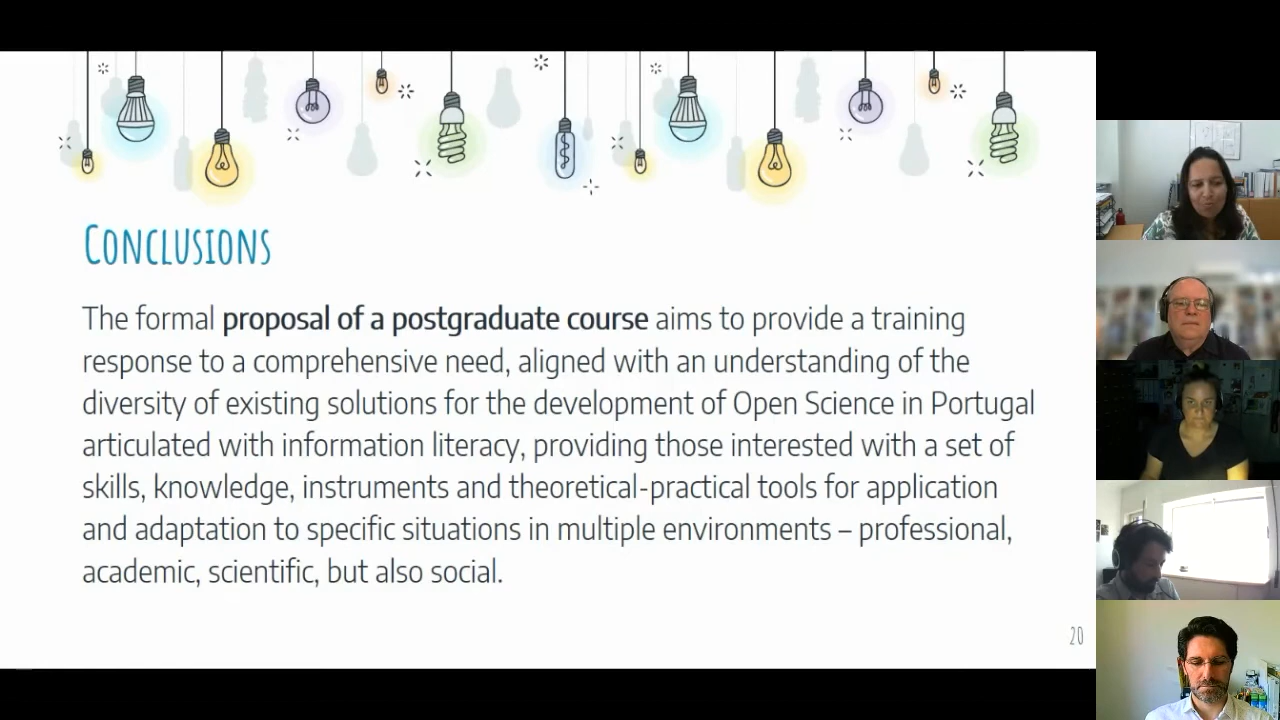 Conclusions
The formal proposal of a postgraduate course aims to provide a training
response to a comprehensive need, aligned with an understanding of the
diversity of existing solutions for the development of Open Science in Portugal
articulated with information literacy, providing those interested with a set of
skills, knowledge, instruments and theoretical-practical tools for application
and adaptation to specific situations in multiple environments – professional,
academic, scientific, but also social.
20